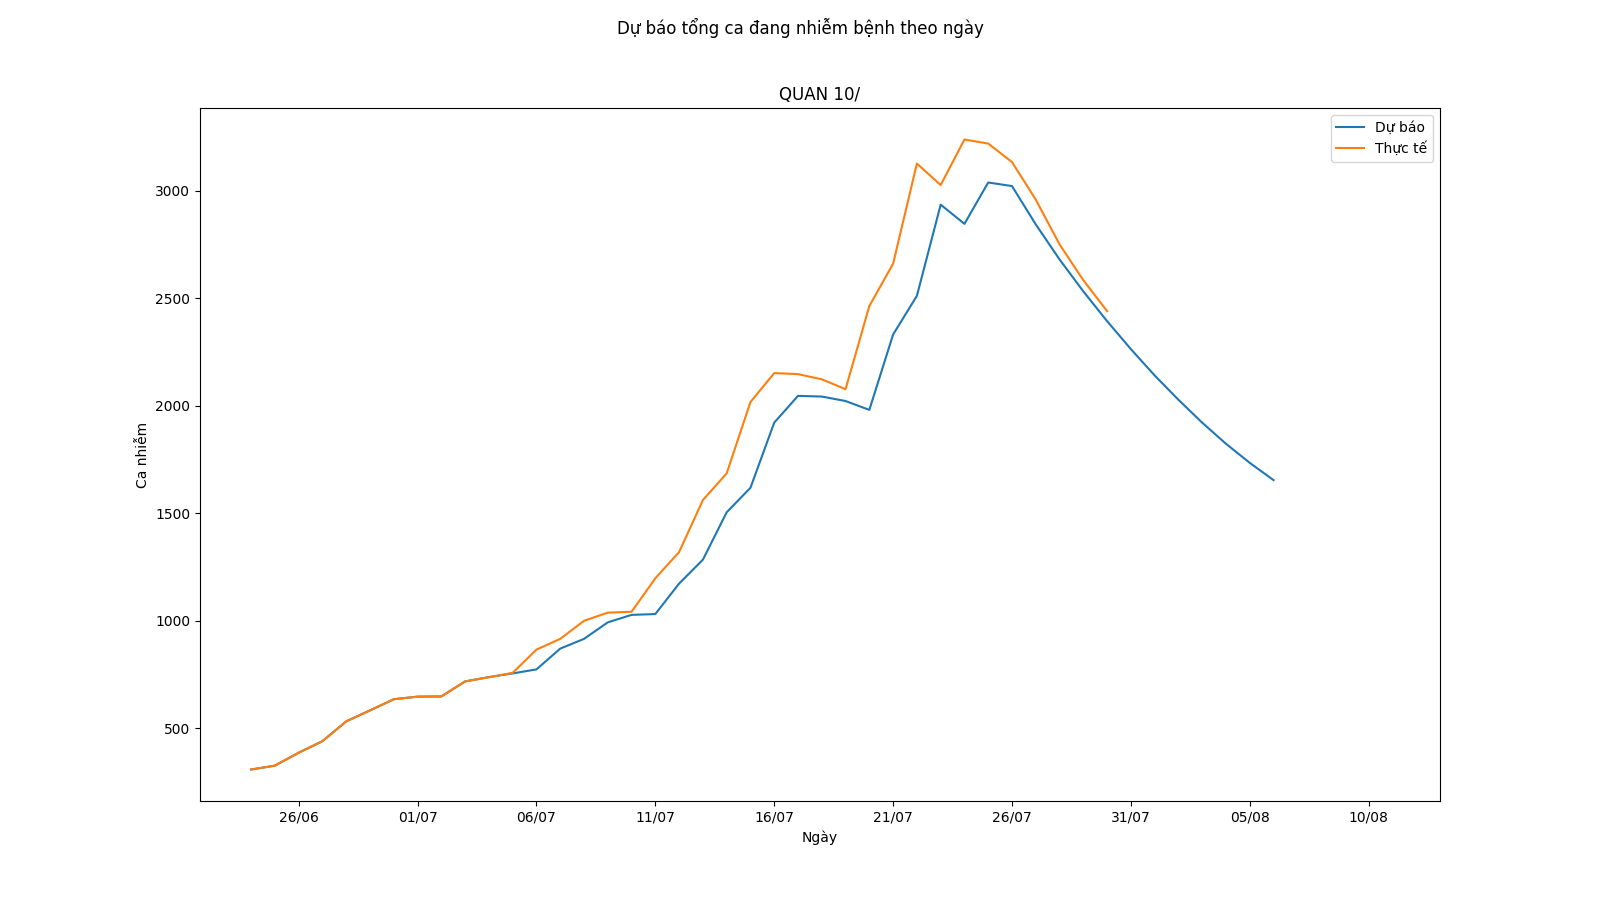 Dự báo tổng ca đang nhiễm bệnh theo ngày
QUAN 10/
Dự báo
Thực tế
3000
2500
2000
1500
1000
500
Ca nhiễm
26/06 01/07 06/07 11/07 16/07 21/07 26/07 31/07 05/08 10/08
Ngày